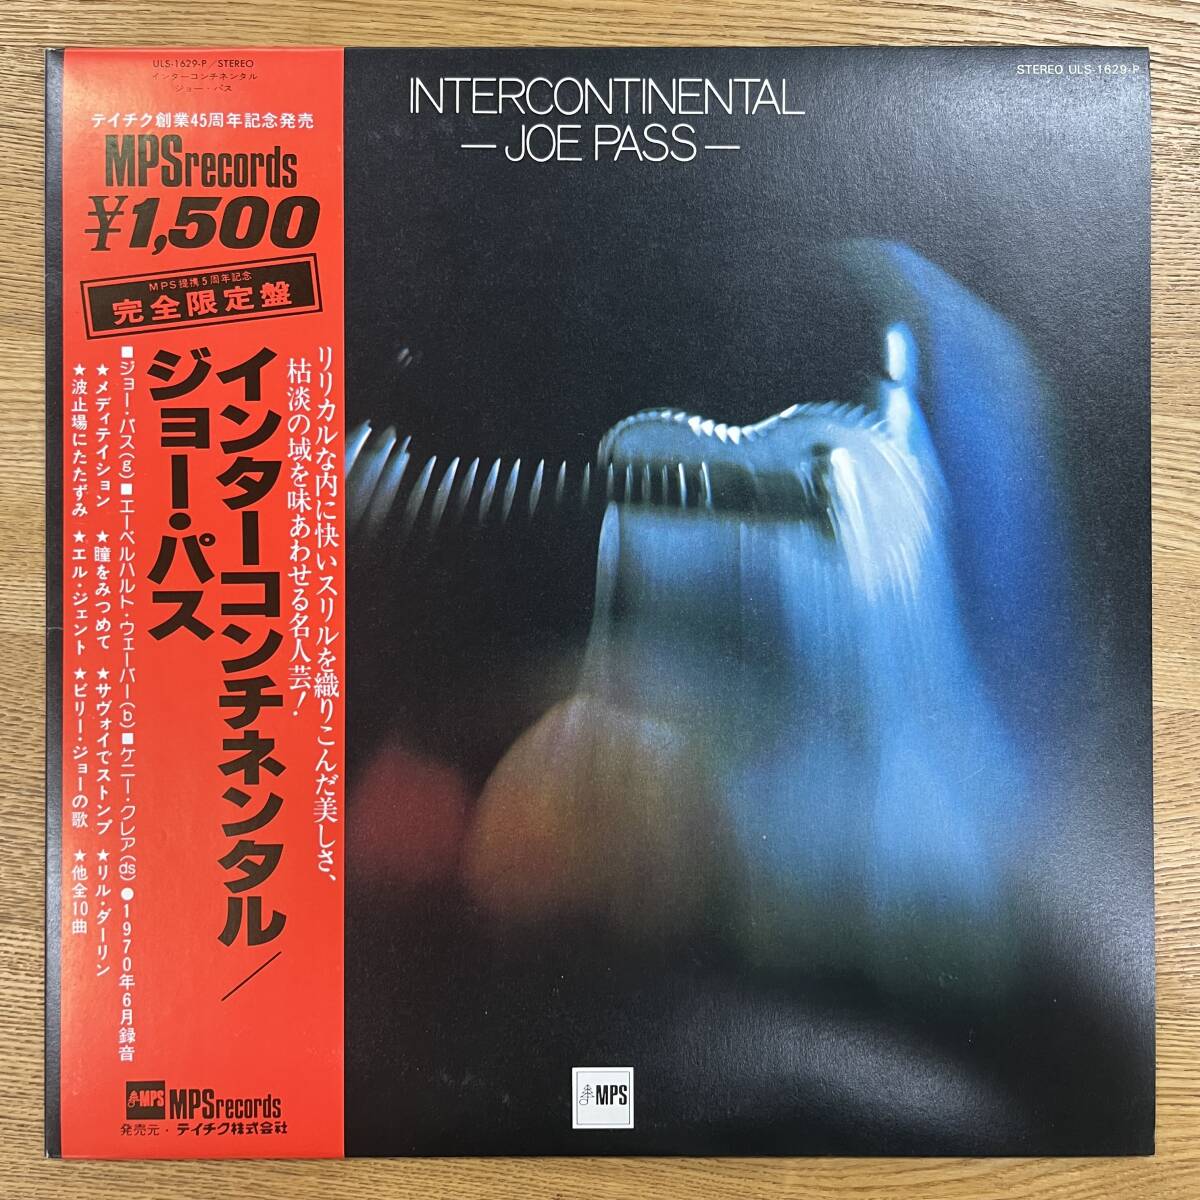 ULS-1629-P／STEREO
インターコンチネンタル
ジョー・パス
テイチク創業45周年記念発売
MPSrecords
¥1,500
MPS提携5周年記念
完全限定盤
リリカルな内に快いスリルを織りこんだ美しさ、
枯淡の域を味あわせる名人芸！
インターコンチネンタル／
ジョー・パス
■ジョー・パス(g)■エーベルハルト・ウェーバー(b)■ケニー・クレア(ds)●1970年6月録音
★メディテイション ★瞳をみつめて ★サヴォイでストンプ ★リル・ダーリン
★波止場にたたずみ ★エル・ジェント ★ビリー・ジョーの歌 ★他全10曲
MPS MPSrecords
発売元・テイチク株式会社
INTERCONTINENTAL
—JOE PASS—
STEREO ULS-1629-P
MPS